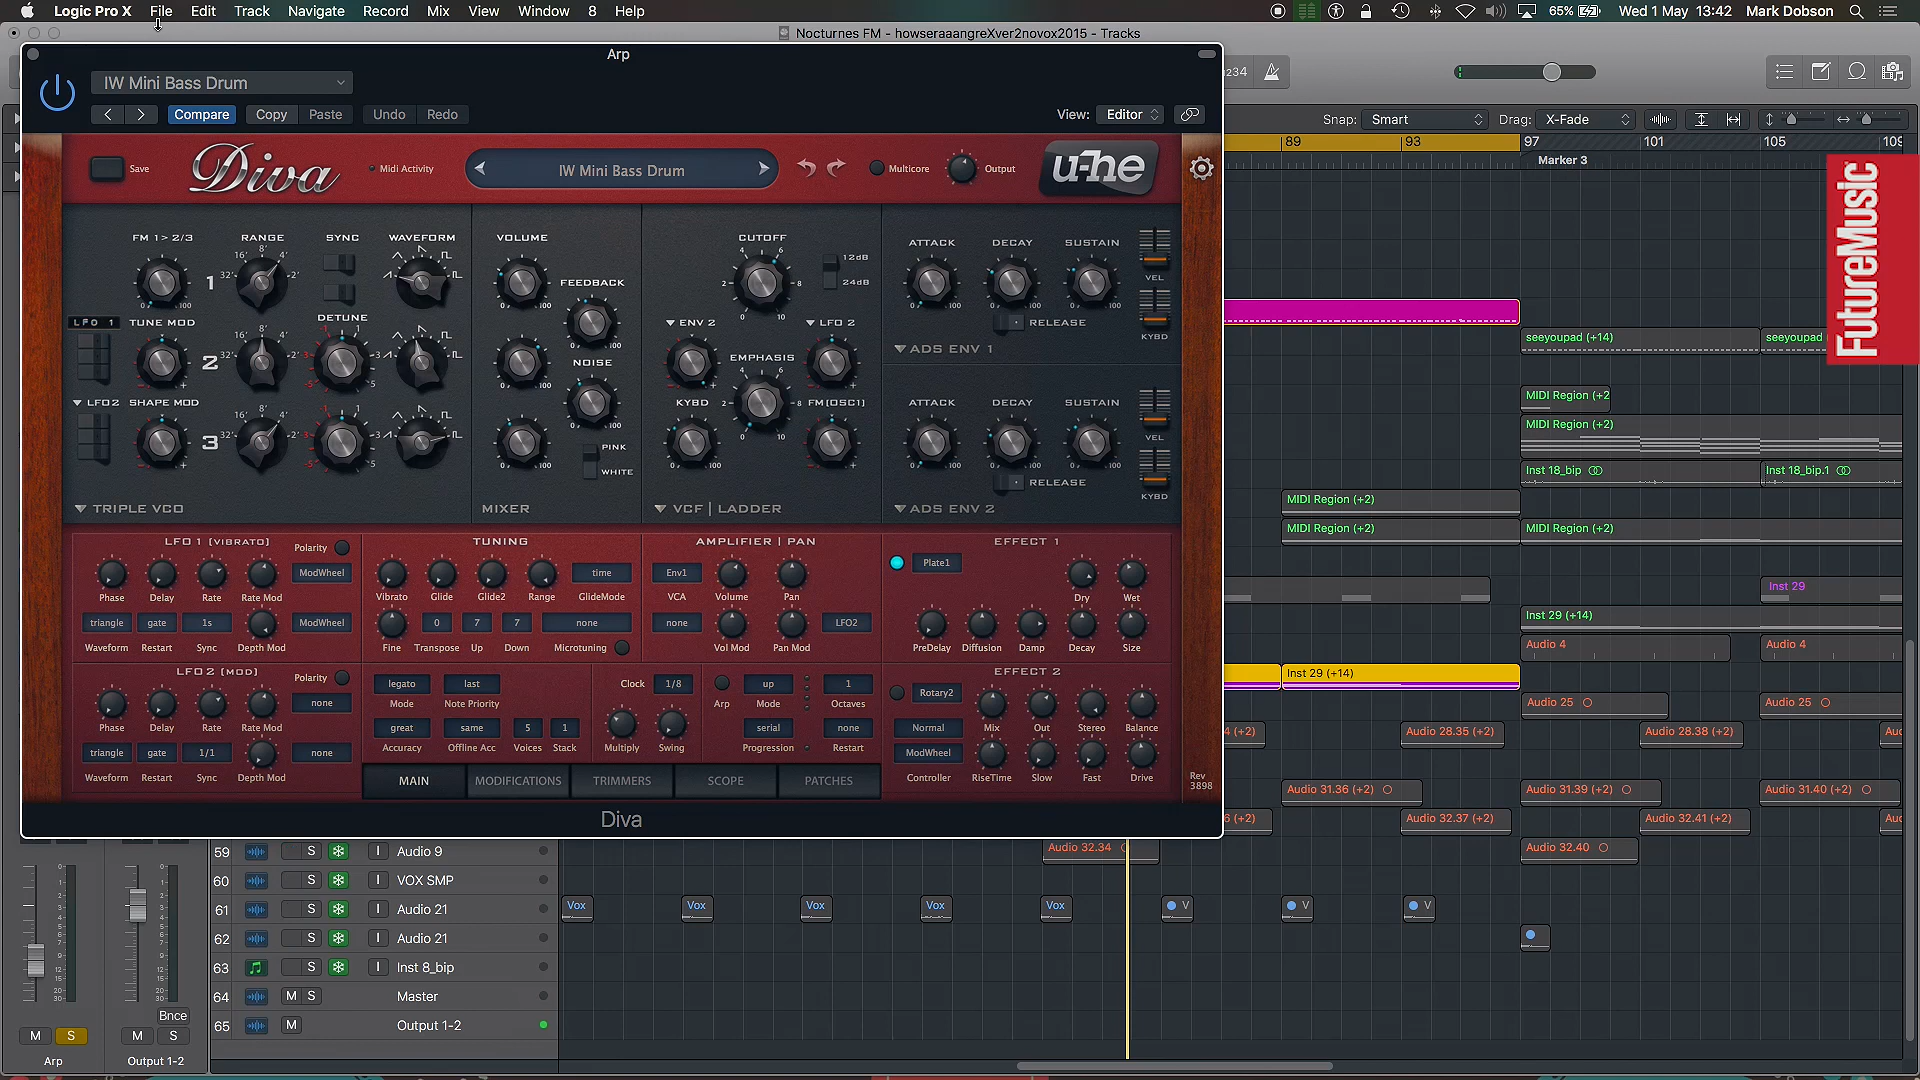 Logic Pro X File Edit Track Navigate Record Mix View Window 8 Help
65% Wed 1 May 13:42 Mark Dobson
Nocturnes FM - howseraaangreXver2novox2015 - Tracks
Arp
IW Mini Bass Drum
Compare Copy Paste Undo Redo
View: Editor
1234
Snap: Smart Drag: X-Fade
89 93 97 101 105 109
Marker 3
FutureMusic
Save
Diva
Midi Activity
IW Mini Bass Drum
Multicore
Output
u-he
FM 1> 2/3 RANGE SYNC WAVEFORM
VOLUME
CUTOFF
12dB
24dB
ATTACK DECAY SUSTAIN
VEL
KYBD
1
FEEDBACK
LFO 1 TUNE MOD DETUNE
ENV 2 LFO 2
RELEASE
ADS ENV 1
2
NOISE
EMPHASIS
LFO2 SHAPE MOD
KYBD FM(OSC1)
ATTACK DECAY SUSTAIN
VEL
KYBD
3
PINK
WHITE
RELEASE
TRIPLE VCO
MIXER
VCF | LADDER
ADS ENV 2
LFO 1 (VIBRATO) Polarity
TUNING
AMPLIFIER | PAN
EFFECT 1
ModWheel
time
Env1
Plate1
Phase Delay Rate Rate Mod
Vibrato Glide Glide2 Range GlideMode
VCA Volume Pan
Dry Wet
triangle gate 1s ModWheel
0 7 7 none
none LFO2
Waveform Restart Sync Depth Mod
Fine Transpose Up Down Microtuning
Vol Mod Pan Mod
PreDelay Diffusion Damp Decay Size
LFO 2 (MOD) Polarity
EFFECT 2
none
legato last Clock 1/8 up 1
Rotary2
Mode Note Priority Arp Mode Octaves
Phase Delay Rate Rate Mod
great same 5 1 serial none
Normal
Mix Out Stereo Balance
Accuracy Offline Acc Voices Stack Multiply Swing Progression Restart
triangle gate 1/1 none
ModWheel
Waveform Restart Sync Depth Mod
Controller RiseTime Slow Fast Drive
MAIN MODIFICATIONS TRIMMERS SCOPE PATCHES
Rev
3898
Diva
seeyoupad (+14) seeyoupad
MIDI Region (+2
MIDI Region (+2)
Inst 18_bip Inst 18_bip.1
MIDI Region (+2)
MIDI Region (+2) MIDI Region (+2)
Inst 29
Inst 29 (+14)
Audio 4 Audio 4
Inst 29 (+14)
Audio 25 Audio 25
4 (+2) Audio 28.35 (+2) Audio 28.38 (+2) Auc
Audio 31.36 (+2) Audio 31.39 (+2) Audio 31.40 (+2)
6 (+2) Audio 32.37 (+2) Audio 32.41 (+2) Auc
59 S I Audio 9 Audio 32.34 Audio 32.40
60 S I VOX SMP
61 S I Audio 21 Vox Vox Vox Vox Vox V V V
62 S I Audio 21
63 S I Inst 8_bip
64 M S Master
65 M Output 1-2
Bnce
M S M S
Arp Output 1-2